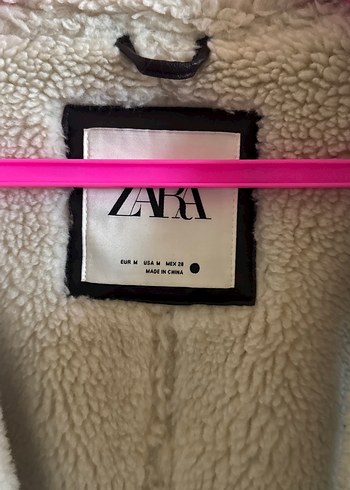 ZARA
EUR M USA M MEX 28
MADE IN CHINA